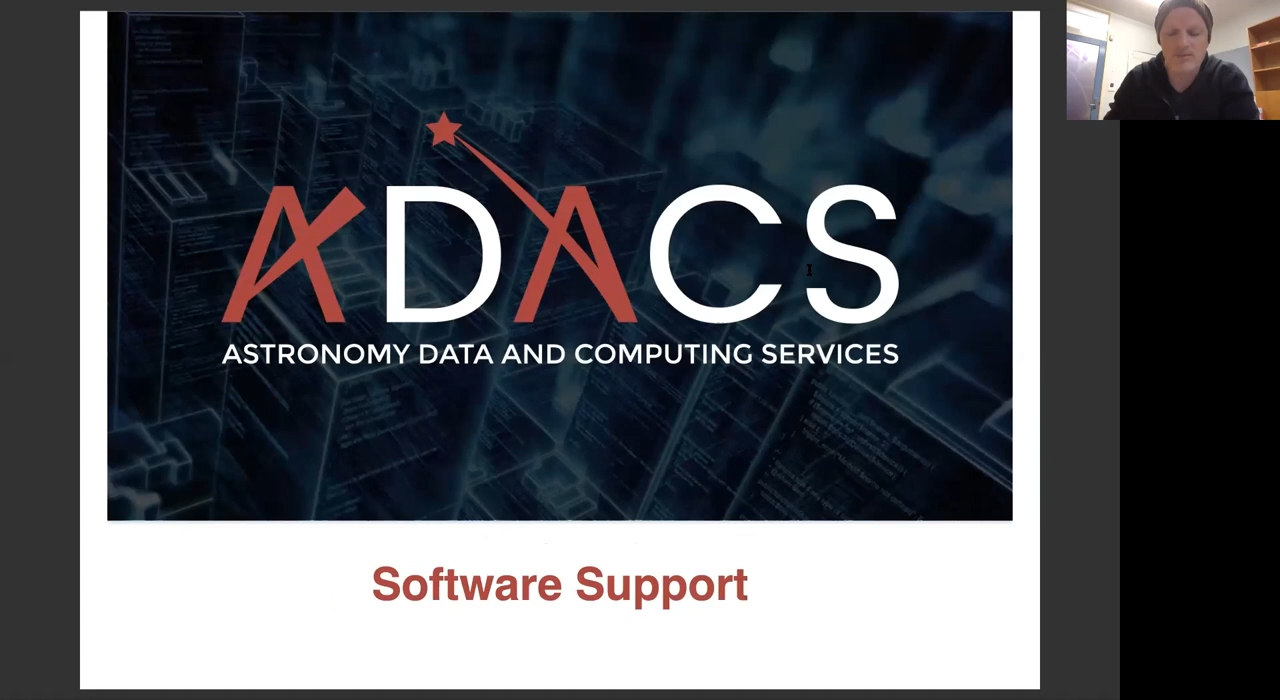 ADACS
ASTRONOMY DATA AND COMPUTING SERVICES
Software Support